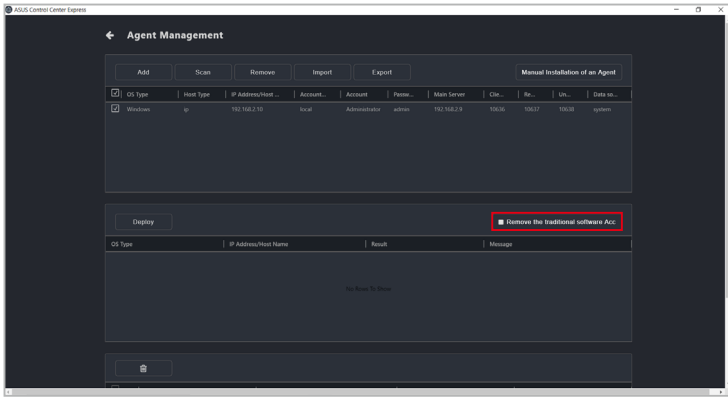 ASUS Control Center Express
Agent Management
Add Scan Remove Import Export Manual Installation of an Agent
OS Type Host Type IP Address/Host ... Account... Account Passw... Main Server Clie... Re... Un... Data so...
Windows ip 192.168.2.10 local Administrator admin 192.168.2.9 10636 10637 10638 system
Deploy Remove the traditional software Acc
OS Type IP Address/Host Name Result Message
No Rows To Show